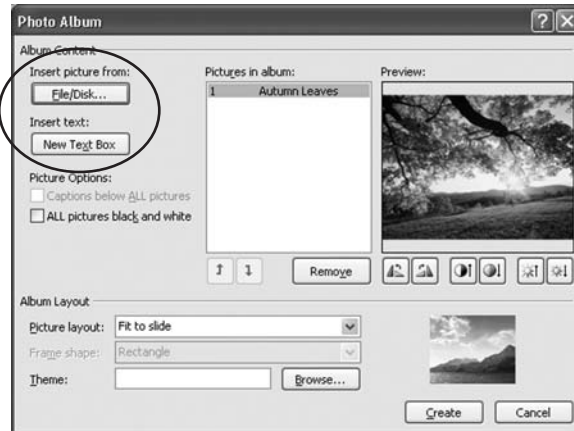 Photo Album
Album Content
Insert picture from:
File/Disk...
Insert text:
New Text Box
Picture Options:
Captions below ALL pictures
ALL pictures black and white
Pictures in album:
1 Autumn Leaves
Remove
Preview:
Album Layout
Picture layout: Fit to slide
Frame shape: Rectangle
Theme:
Browse...
Create
Cancel